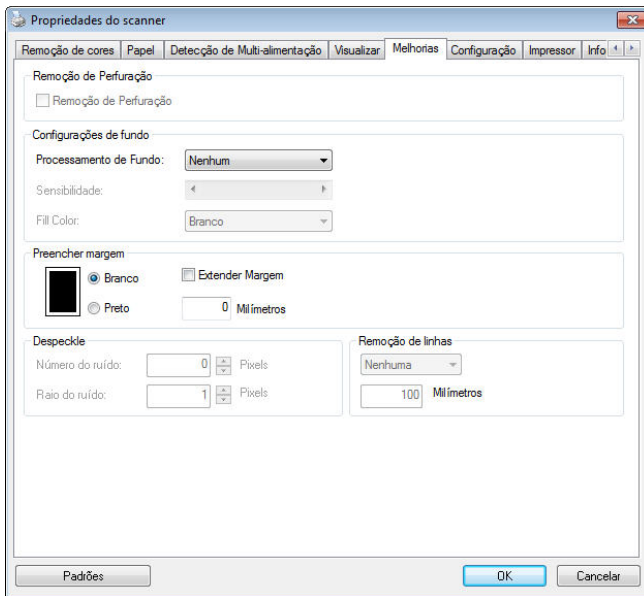 Propriedades do scanner
Remoção de cores Papel Detecção de Multi-alimentação Visualizar Melhorias Configuração Impressor Info
Remoção de Perfuração
Remoção de Perfuração
Configurações de fundo
Processamento de Fundo: Nenhum
Sensibilidade:
Fill Color: Branco
Preencher margem
Branco Extender Margem
Preto 0 Milímetros
Despeckle Remoção de linhas
Número do ruído: 0 Pixels Nenhuma
Raio do ruído: 1 Pixels 100 Milímetros
Padrões OK Cancelar